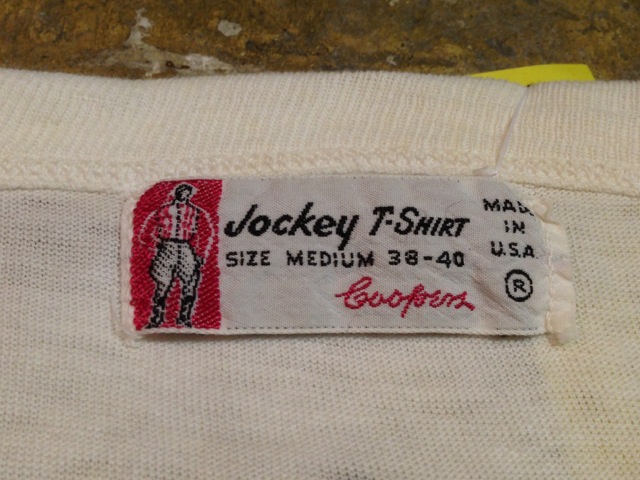 Jockey T-SHIRT
SIZE MEDIUM 38-40
Coopers
MADE
IN
U.S.A.
®